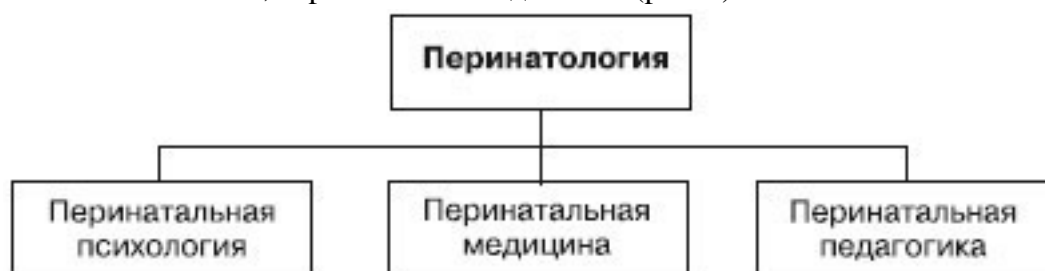 Перинатология
Перинатальная
психология
Перинатальная
медицина
Перинатальная
педагогика